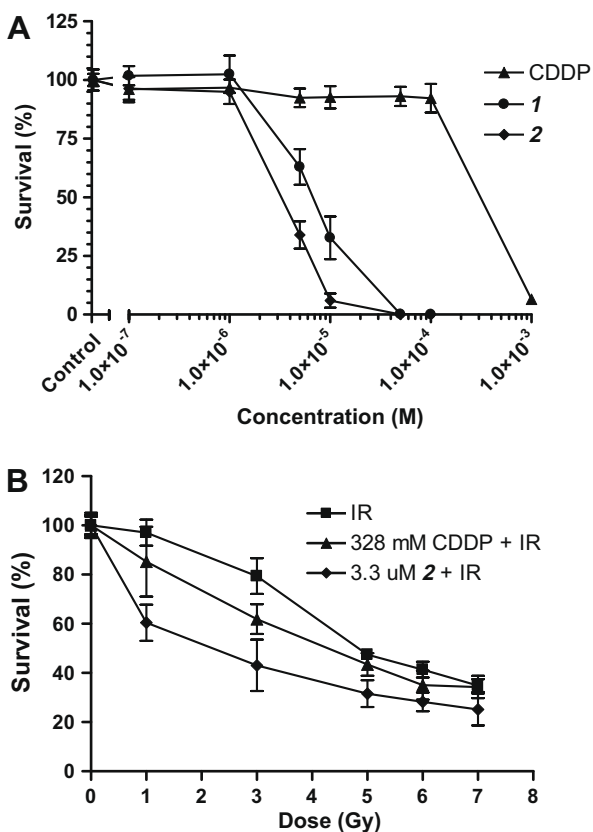 A
125
100
75
50
25
0
Survival (%)
CDDP
1
2
Control
1.0×10⁻⁷
1.0×10⁻⁶
1.0×10⁻⁵
1.0×10⁻⁴
1.0×10⁻³
Concentration (M)
B
120
100
80
60
40
20
0
Survival (%)
IR
328 mM CDDP + IR
3.3 uM 2 + IR
0 1 2 3 4 5 6 7 8
Dose (Gy)